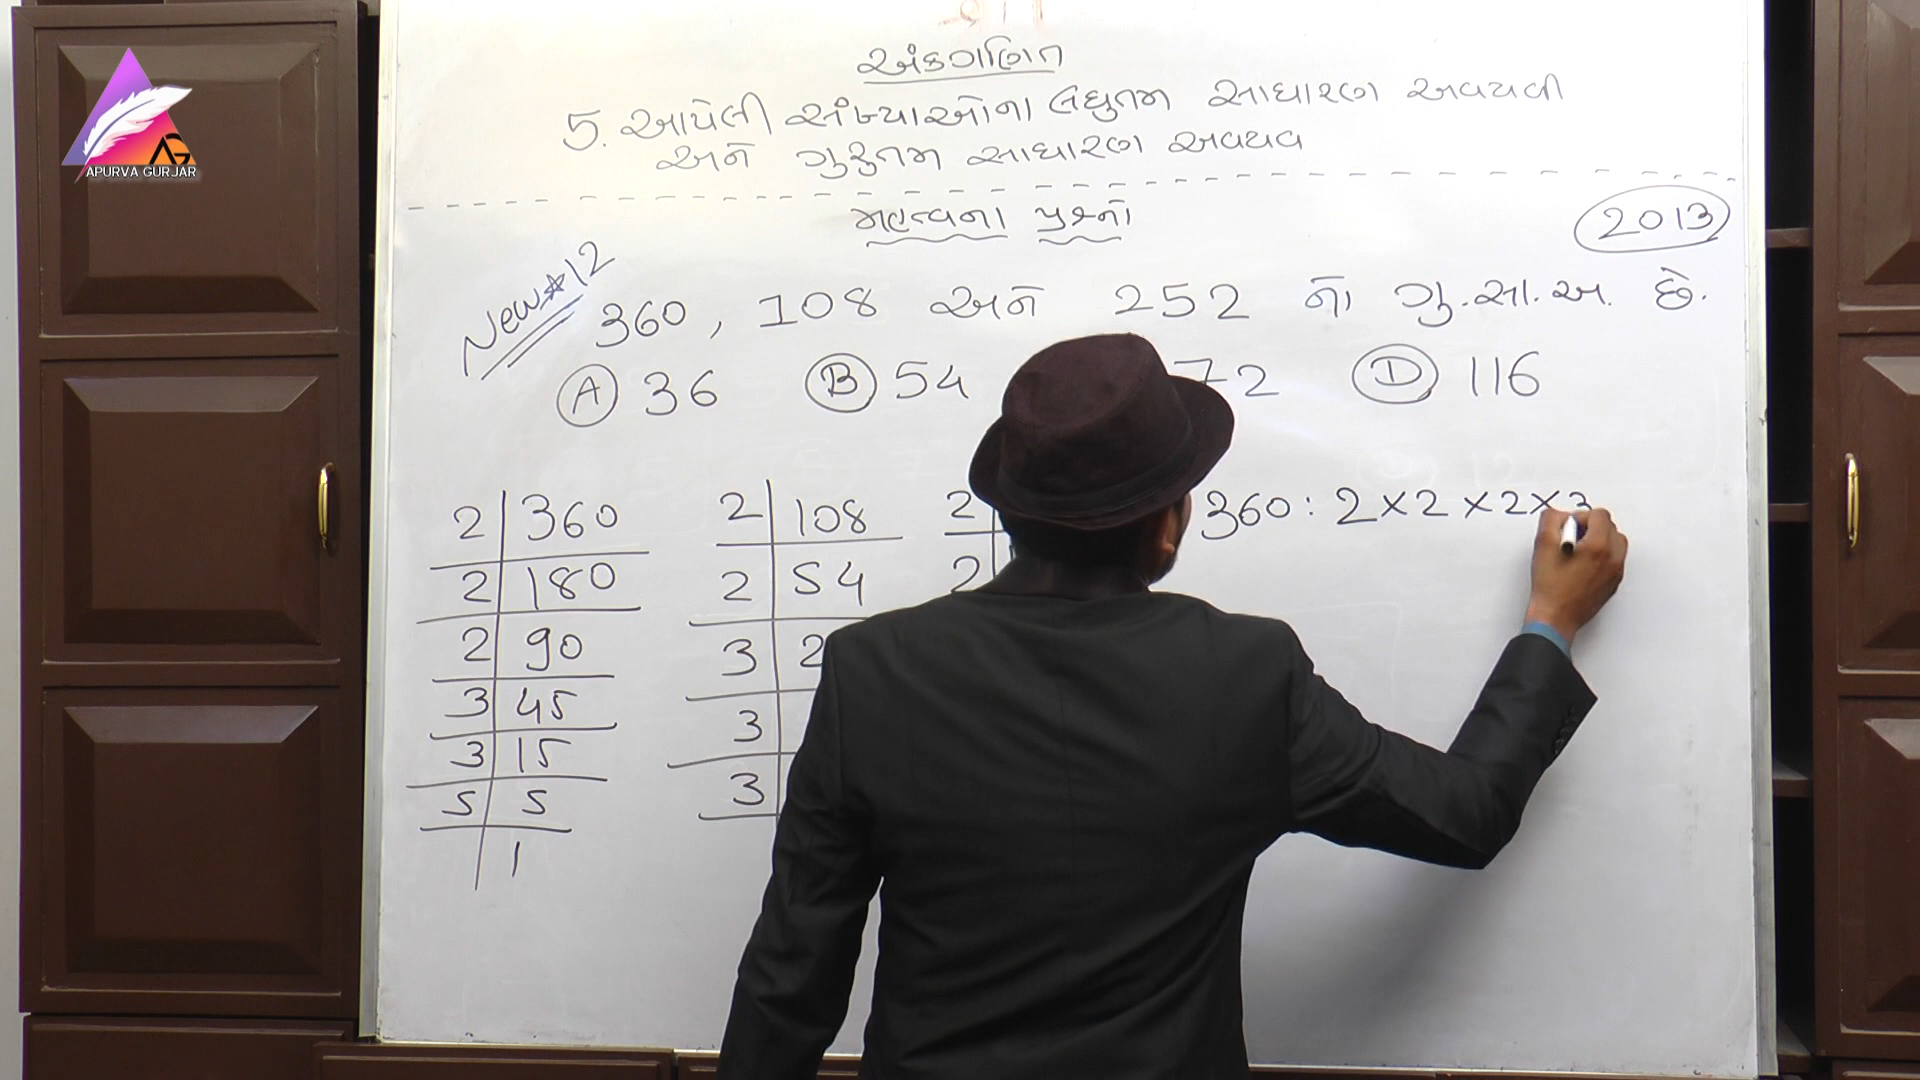 APURVA GURJAR
અંકગણિત
5. આપેલી સંખ્યાઓના લઘુતમ સાધારણ અવયવી
અને ગુરુતમ સાધારણ અવયવ
મહત્વના પ્રશ્નો
2013
New ☆ 12
360, 108 અને 252 નો ગુ.સા.અ. છે.
A 36 B 54 72 D 116
2 360
2 180
2 90
3 45
3 15
5 5
1
2 108
2 54
3 2
3
3
2
2
360 : 2 × 2 × 2 × 3